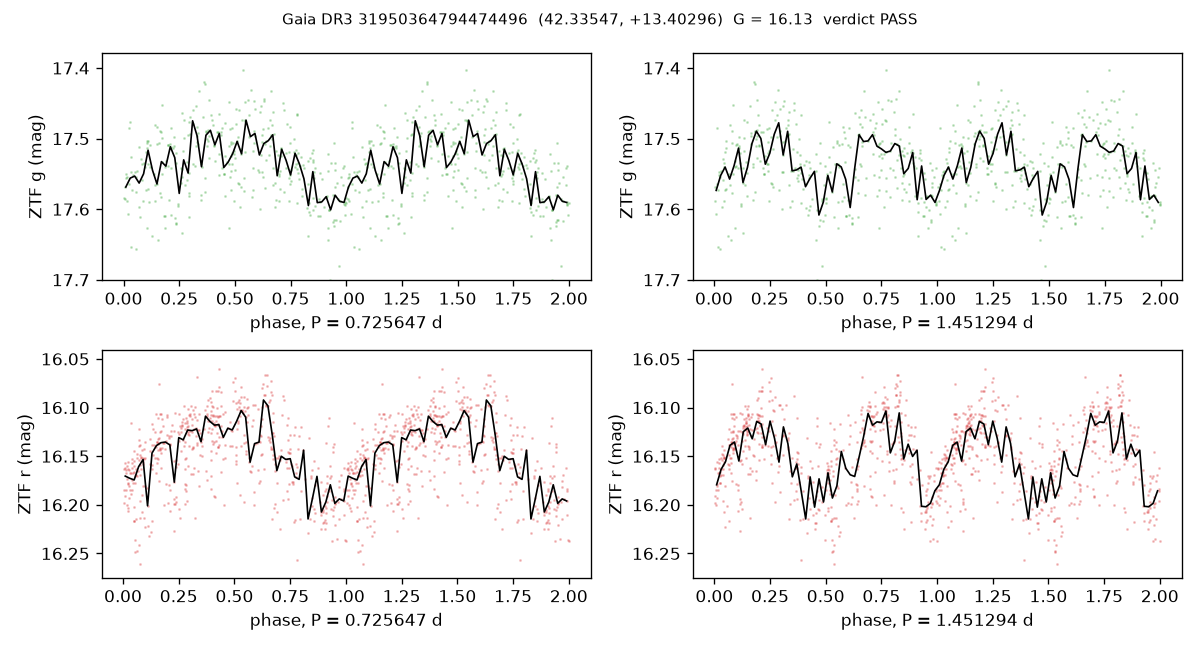 Gaia DR3 31950364794474496  (42.33547, +13.40296)  G = 16.13  verdict PASS
ZTF g (mag)
17.4
17.5
17.6
17.7
0.00 0.25 0.50 0.75 1.00 1.25 1.50 1.75 2.00
phase, P = 0.725647 d
ZTF g (mag)
17.4
17.5
17.6
17.7
0.00 0.25 0.50 0.75 1.00 1.25 1.50 1.75 2.00
phase, P = 1.451294 d
ZTF r (mag)
16.05
16.10
16.15
16.20
16.25
0.00 0.25 0.50 0.75 1.00 1.25 1.50 1.75 2.00
phase, P = 0.725647 d
ZTF r (mag)
16.05
16.10
16.15
16.20
16.25
0.00 0.25 0.50 0.75 1.00 1.25 1.50 1.75 2.00
phase, P = 1.451294 d